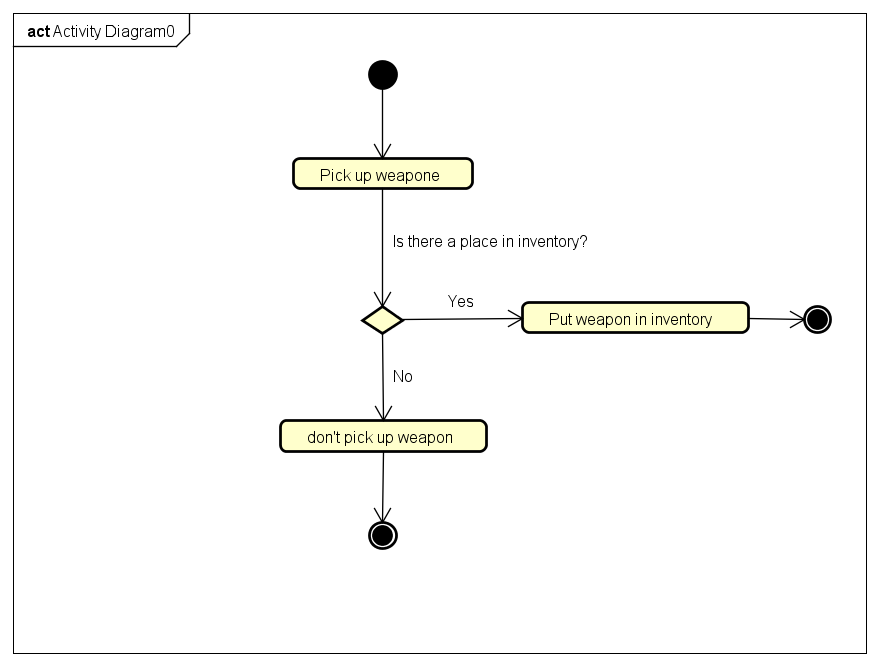 act Activity Diagram0
Pick up weapone
Is there a place in inventory?
Yes
Put weapon in inventory
No
don't pick up weapon